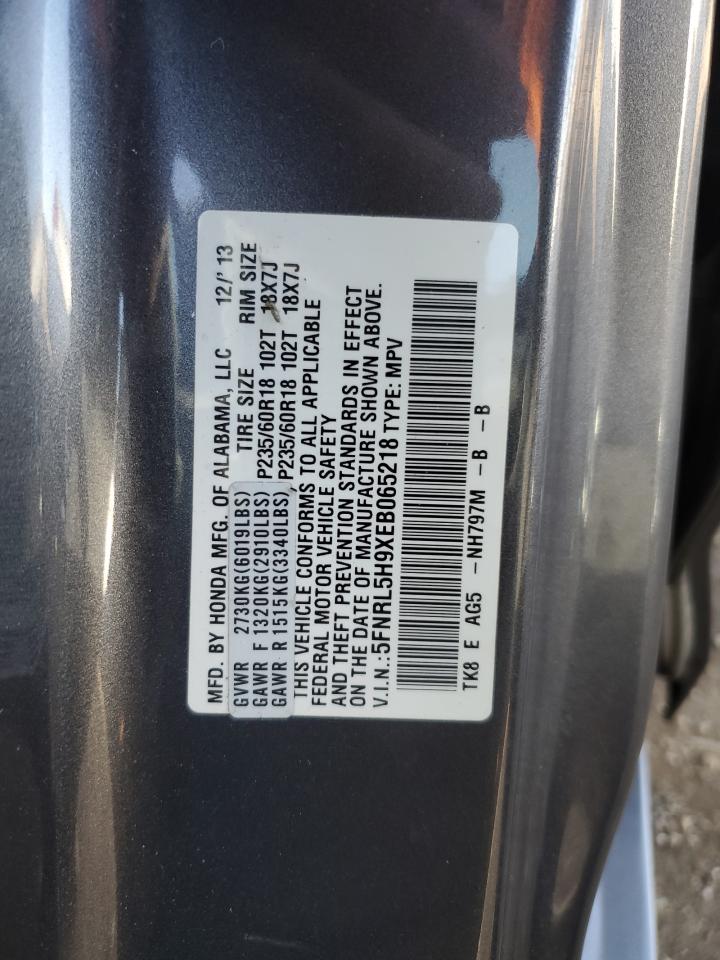 MFD. BY HONDA MFG. OF ALABAMA, LLC 12/'13
GVWR 2730KG(6019LBS) TIRE SIZE RIM SIZE
GAWR F 1320KG(2910LBS) P235/60R18 102T 18X7J
GAWR R 1515KG(3340LBS) P235/60R18 102T 18X7J
THIS VEHICLE CONFORMS TO ALL APPLICABLE
FEDERAL MOTOR VEHICLE SAFETY
AND THEFT PREVENTION STANDARDS IN EFFECT
ON THE DATE OF MANUFACTURE SHOWN ABOVE.
V.I.N.:5FNRL5H9XEB065218 TYPE: MPV
TK8 E AG5 -NH797M -B -B